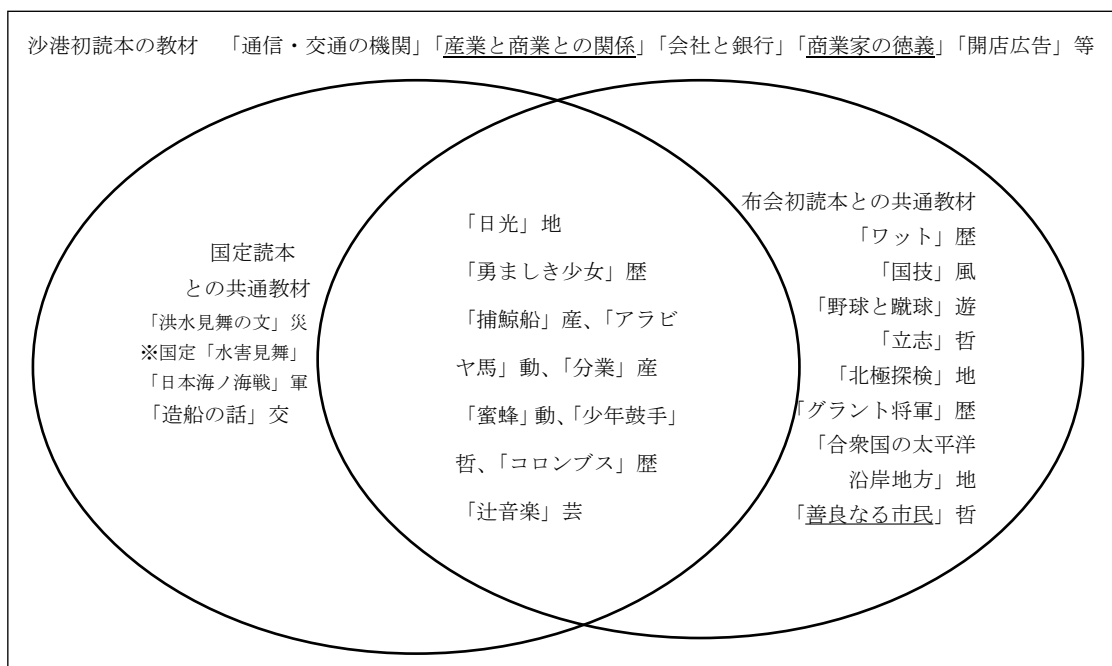 沙港初読本の教材　「通信・交通の機関」「産業と商業との関係」「会社と銀行」「商業家の徳義」「開店広告」等
国定読本
との共通教材
「洪水見舞の文」災
※国定「水害見舞」
「日本海ノ海戦」軍
「造船の話」交
「日光」地
「勇ましき少女」歴
「捕鯨船」産、「アラビ
ヤ馬」動、「分業」産
「蜜蜂」動、「少年鼓手」
哲、「コロンブス」歴
「辻音楽」芸
布会初読本との共通教材
「ワット」歴
「国技」風
「野球と蹴球」遊
「立志」哲
「北極探検」地
「グラント将軍」歴
「合衆国の太平洋
沿岸地方」地
「善良なる市民」哲